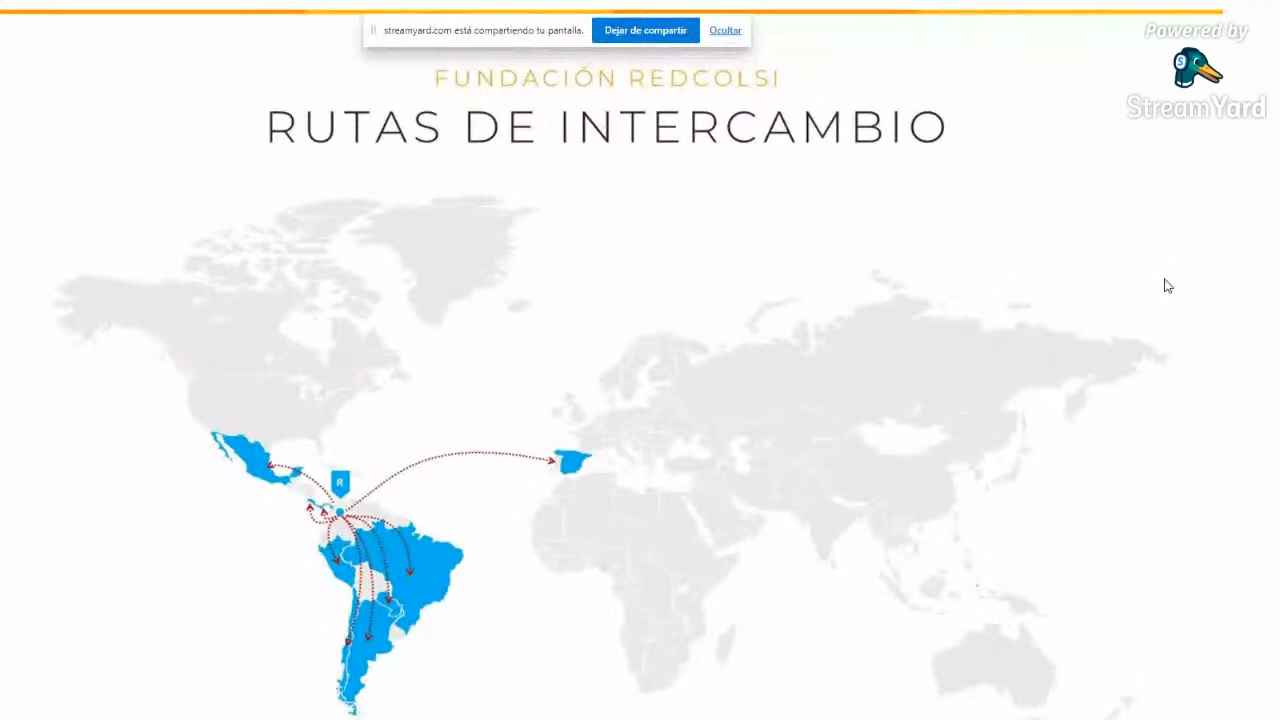 streamyard.com está compartiendo tu pantalla.
Dejar de compartir
Ocultar
Powered by
S
StreamYard
FUNDACIÓN REDCOLSI
RUTAS DE INTERCAMBIO
R